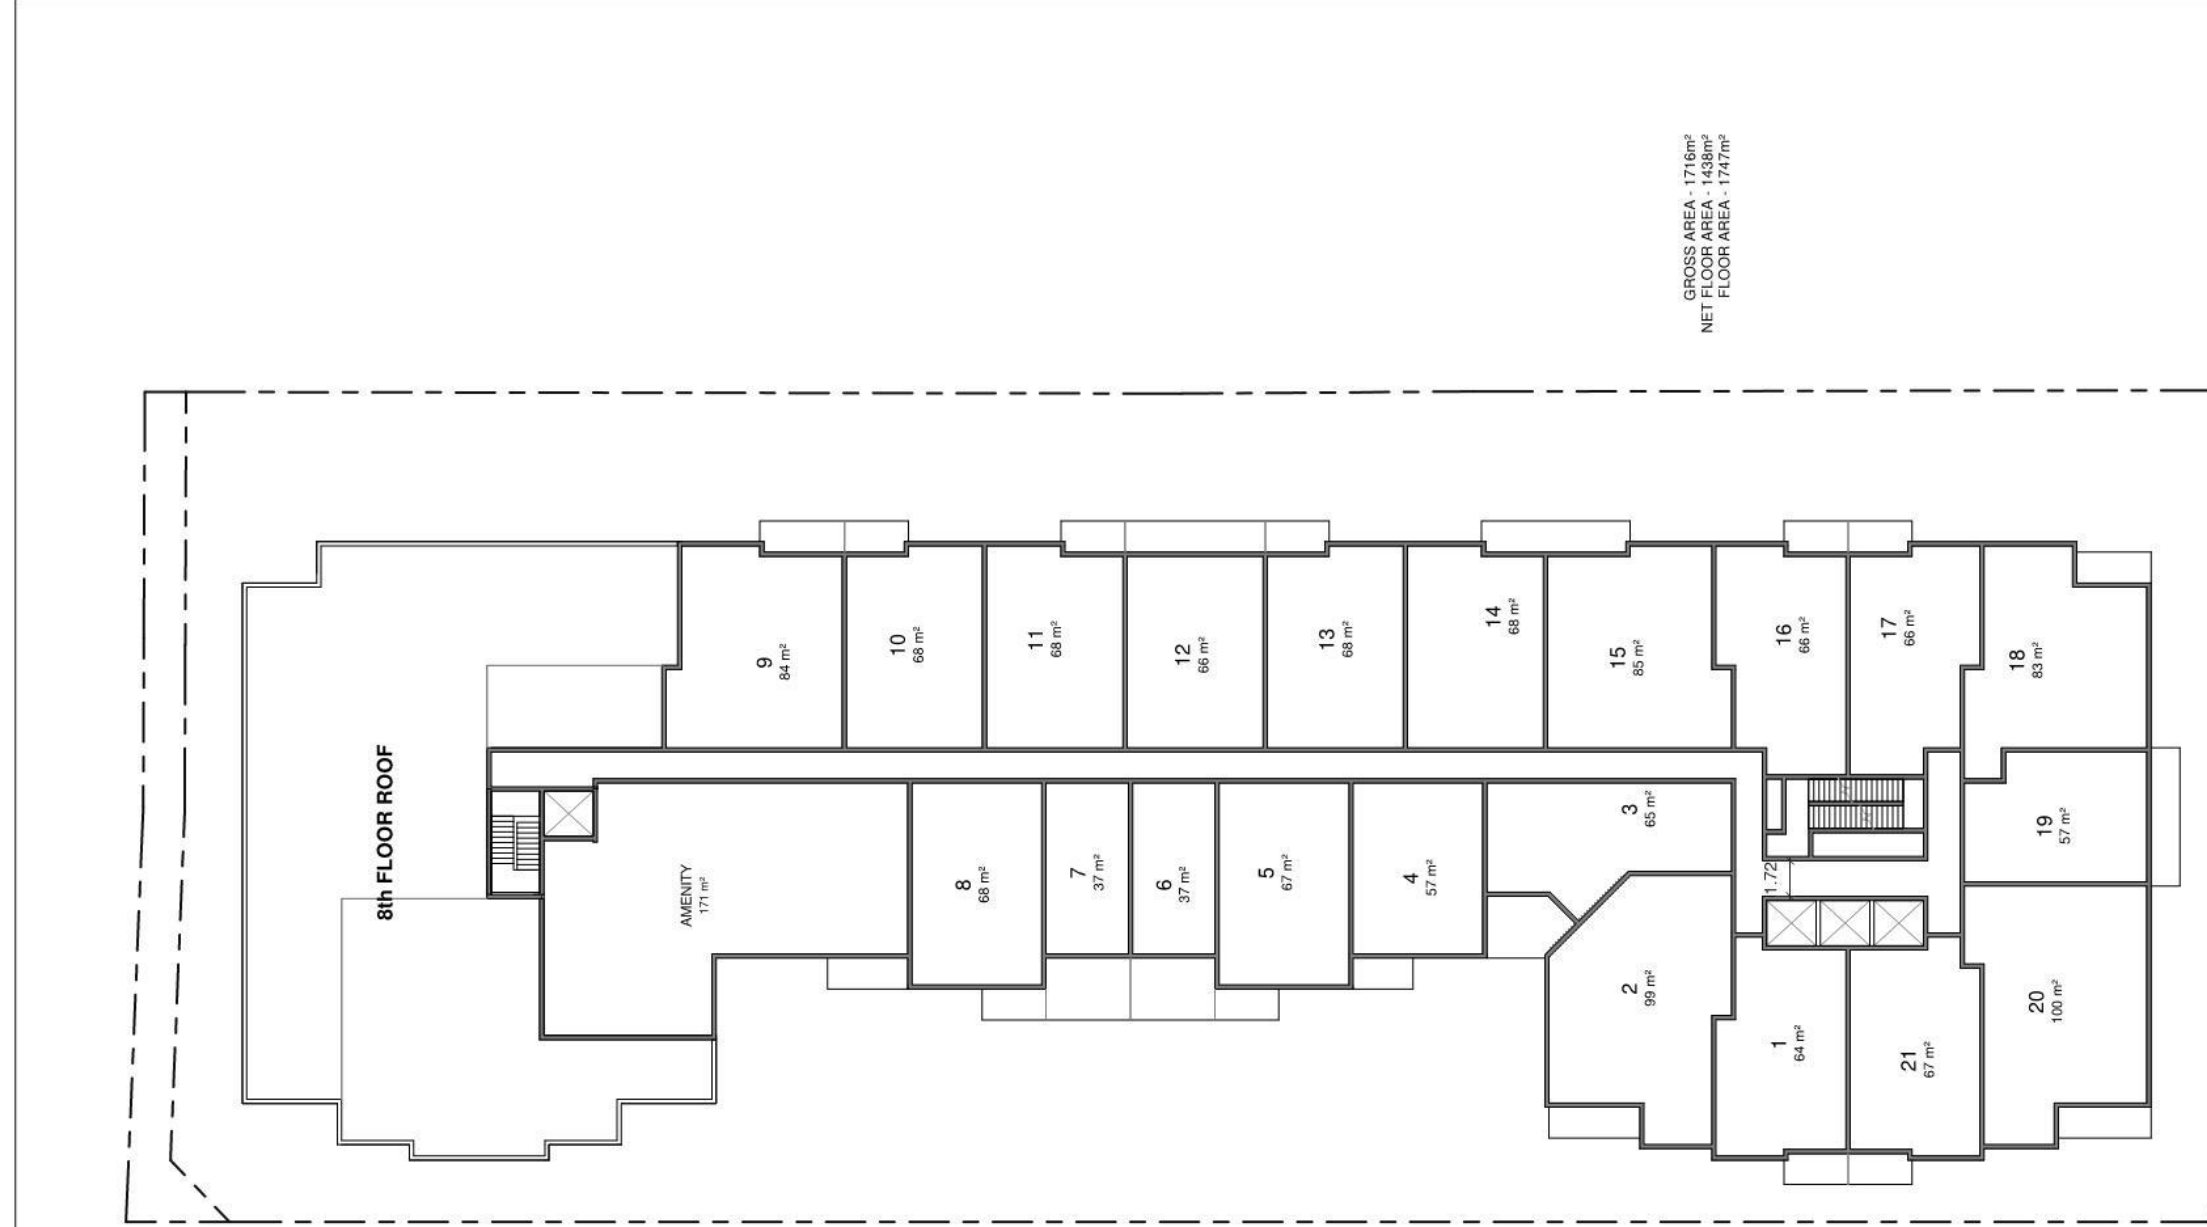 GROSS AREA - 1716m²
NET FLOOR AREA - 1438m²
FLOOR AREA - 1747m²
8th FLOOR ROOF
9
84 m²
10
68 m²
11
68 m²
12
66 m²
13
68 m²
14
68 m²
15
85 m²
16
66 m²
17
66 m²
18
83 m²
19
57 m²
20
100 m²
21
67 m²
1
64 m²
2
99 m²
3
65 m²
4
57 m²
5
67 m²
6
37 m²
7
37 m²
8
68 m²
AMENITY
171 m²
1.72